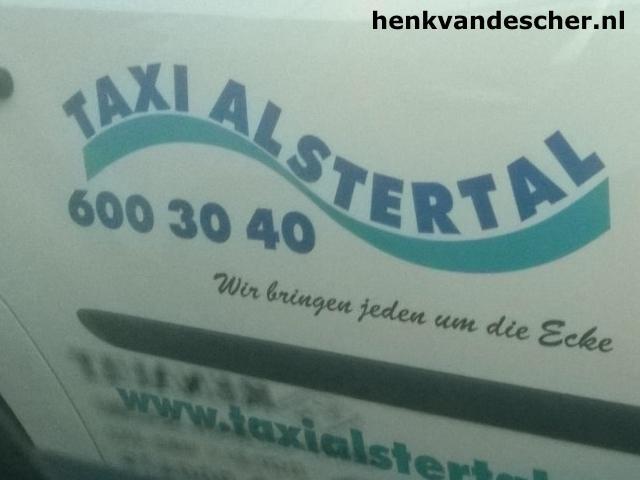 henkvandescher.nl
TAXI ALSTERTAL
600 30 40
Wir bringen jeden um die Ecke
www.taxialstertal